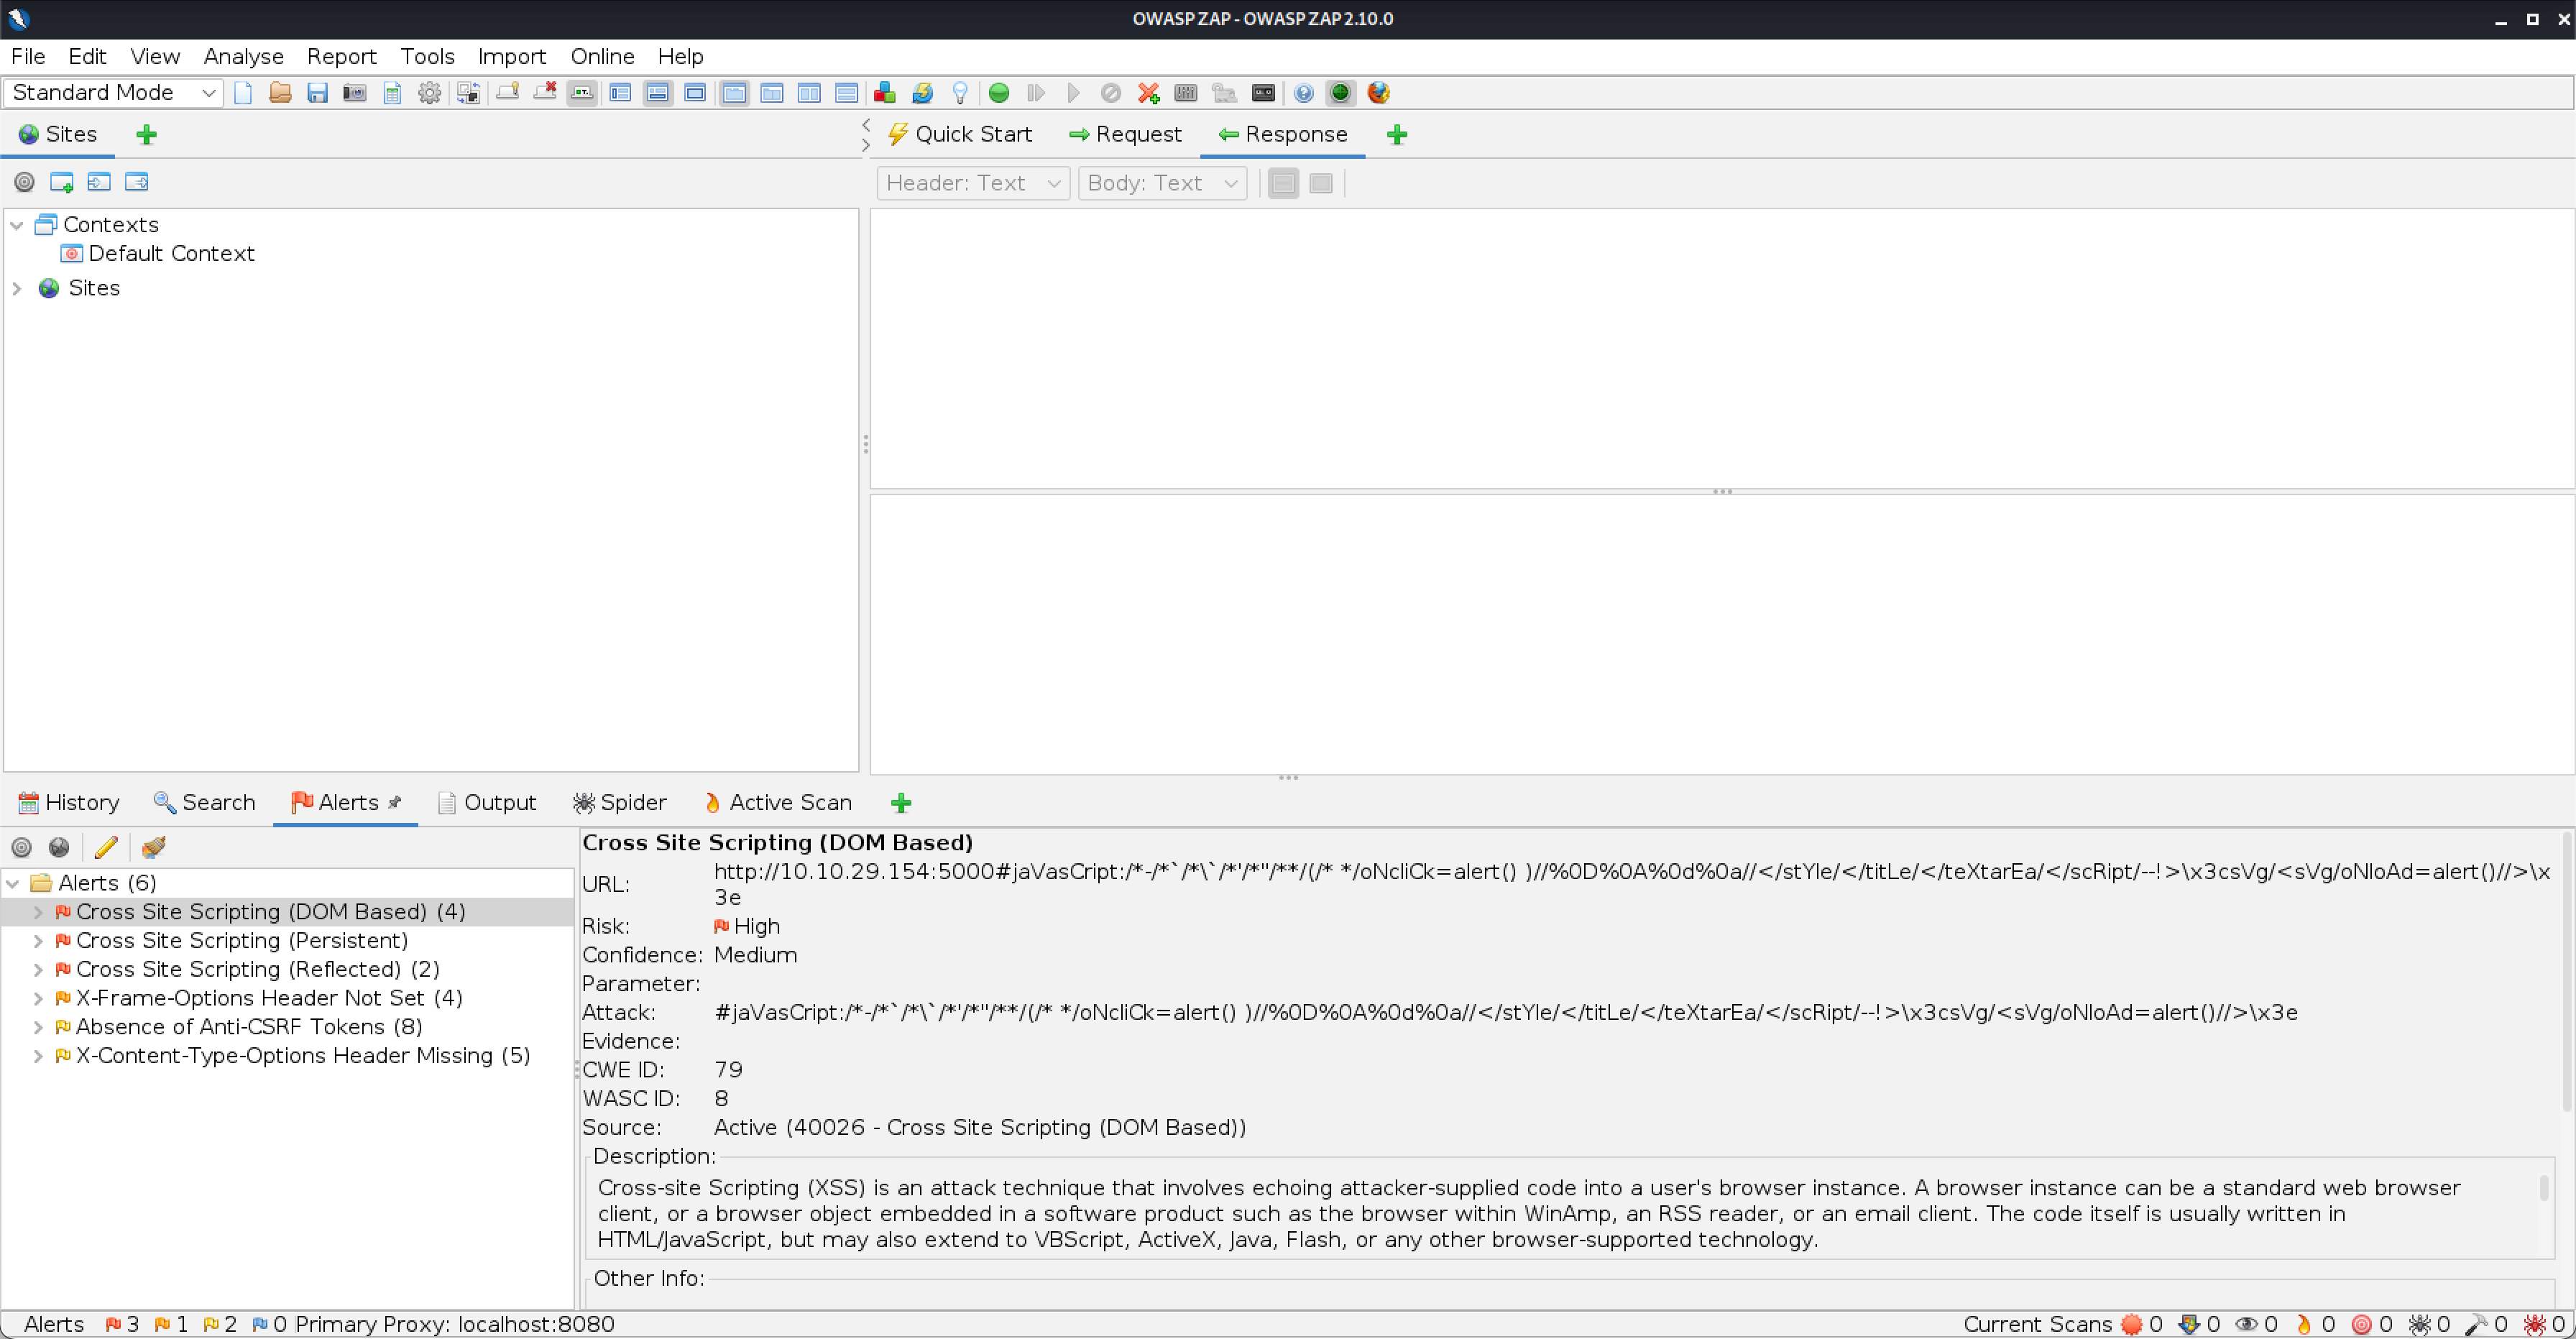 OWASP ZAP - OWASP ZAP 2.10.0
File Edit View Analyse Report Tools Import Online Help
Standard Mode
Sites
Quick Start Request Response
Header: Text Body: Text
Contexts
Default Context
Sites
History Search Alerts Output Spider Active Scan
Alerts (6)
Cross Site Scripting (DOM Based) (4)
Cross Site Scripting (Persistent)
Cross Site Scripting (Reflected) (2)
X-Frame-Options Header Not Set (4)
Absence of Anti-CSRF Tokens (8)
X-Content-Type-Options Header Missing (5)
Cross Site Scripting (DOM Based)
URL: http://10.10.29.154:5000#jaVasCript:/*-/*`/*\`/*'/*"/**/(/* */oNcliCk=alert() )//%0D%0A%0d%0a//</stYle/</titLe/</teXtarEa/</scRipt/--!>\x3csVg/<sVg/oNloAd=alert()//>\x
3e
Risk: High
Confidence: Medium
Parameter:
Attack: #jaVasCript:/*-/*`/*\`/*'/*"/**/(/* */oNcliCk=alert() )//%0D%0A%0d%0a//</stYle/</titLe/</teXtarEa/</scRipt/--!>\x3csVg/<sVg/oNloAd=alert()//>\x3e
Evidence:
CWE ID: 79
WASC ID: 8
Source: Active (40026 - Cross Site Scripting (DOM Based))
Description:
Cross-site Scripting (XSS) is an attack technique that involves echoing attacker-supplied code into a user's browser instance. A browser instance can be a standard web browser
client, or a browser object embedded in a software product such as the browser within WinAmp, an RSS reader, or an email client. The code itself is usually written in
HTML/JavaScript, but may also extend to VBScript, ActiveX, Java, Flash, or any other browser-supported technology.
Other Info:
Alerts 3 1 2 0 Primary Proxy: localhost:8080
Current Scans 0 0 0 0 0 0 0 0